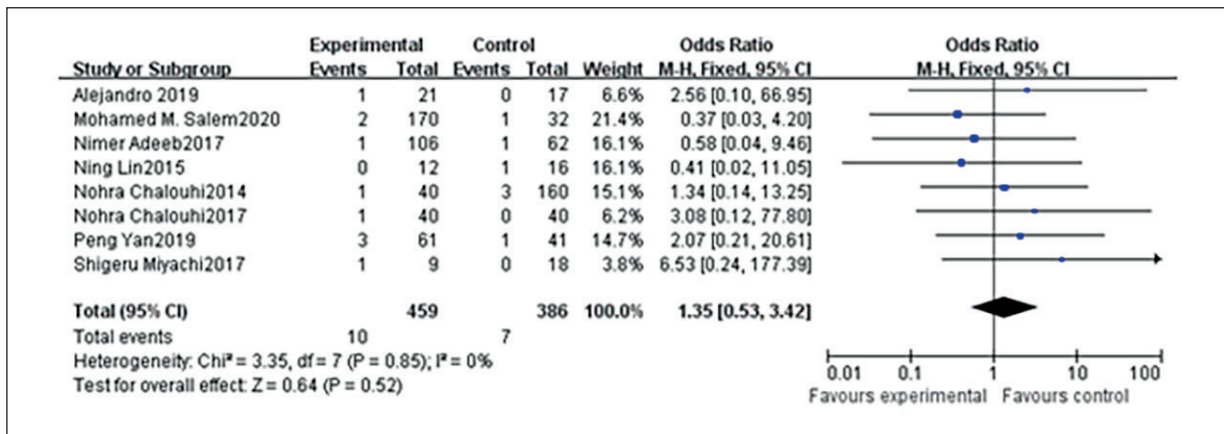 Experimental Control Odds Ratio Odds Ratio
Study or Subgroup Events Total Events Total Weight M-H, Fixed, 95% CI M-H, Fixed, 95% CI
Alejandro 2019 1 21 0 17 6.6% 2.56 [0.10, 66.95]
Mohamed M. Salem2020 2 170 1 32 21.4% 0.37 [0.03, 4.20]
Nimer Adeeb2017 1 106 1 62 16.1% 0.58 [0.04, 9.46]
Ning Lin2015 0 12 1 16 16.1% 0.41 [0.02, 11.05]
Nohra Chalouhi2014 1 40 3 160 15.1% 1.34 [0.14, 13.25]
Nohra Chalouhi2017 1 40 0 40 6.2% 3.08 [0.12, 77.80]
Peng Yan2019 3 61 1 41 14.7% 2.07 [0.21, 20.61]
Shigeru Miyachi2017 1 9 0 18 3.8% 6.53 [0.24, 177.39]
Total (95% CI) 459 386 100.0% 1.35 [0.53, 3.42]
Total events 10 7
Heterogeneity: Chi² = 3.35, df = 7 (P = 0.85); I² = 0%
Test for overall effect: Z = 0.64 (P = 0.52)
0.01 0.1 1 10 100
Favours experimental Favours control